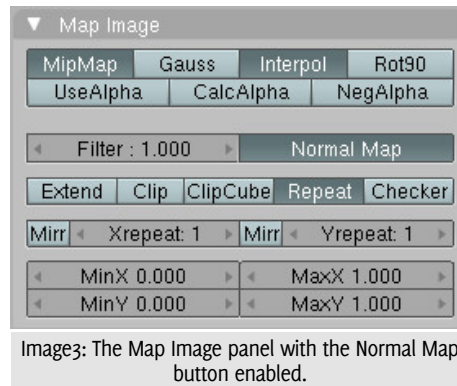 Map Image
MipMap Gauss Interpol Rot90
UseAlpha CalcAlpha NegAlpha
Filter : 1.000 Normal Map
Extend Clip ClipCube Repeat Checker
Mirr Xrepeat: 1 Mirr Yrepeat: 1
MinX 0.000 MaxX 1.000
MinY 0.000 MaxY 1.000
Image3: The Map Image panel with the Normal Map
button enabled.